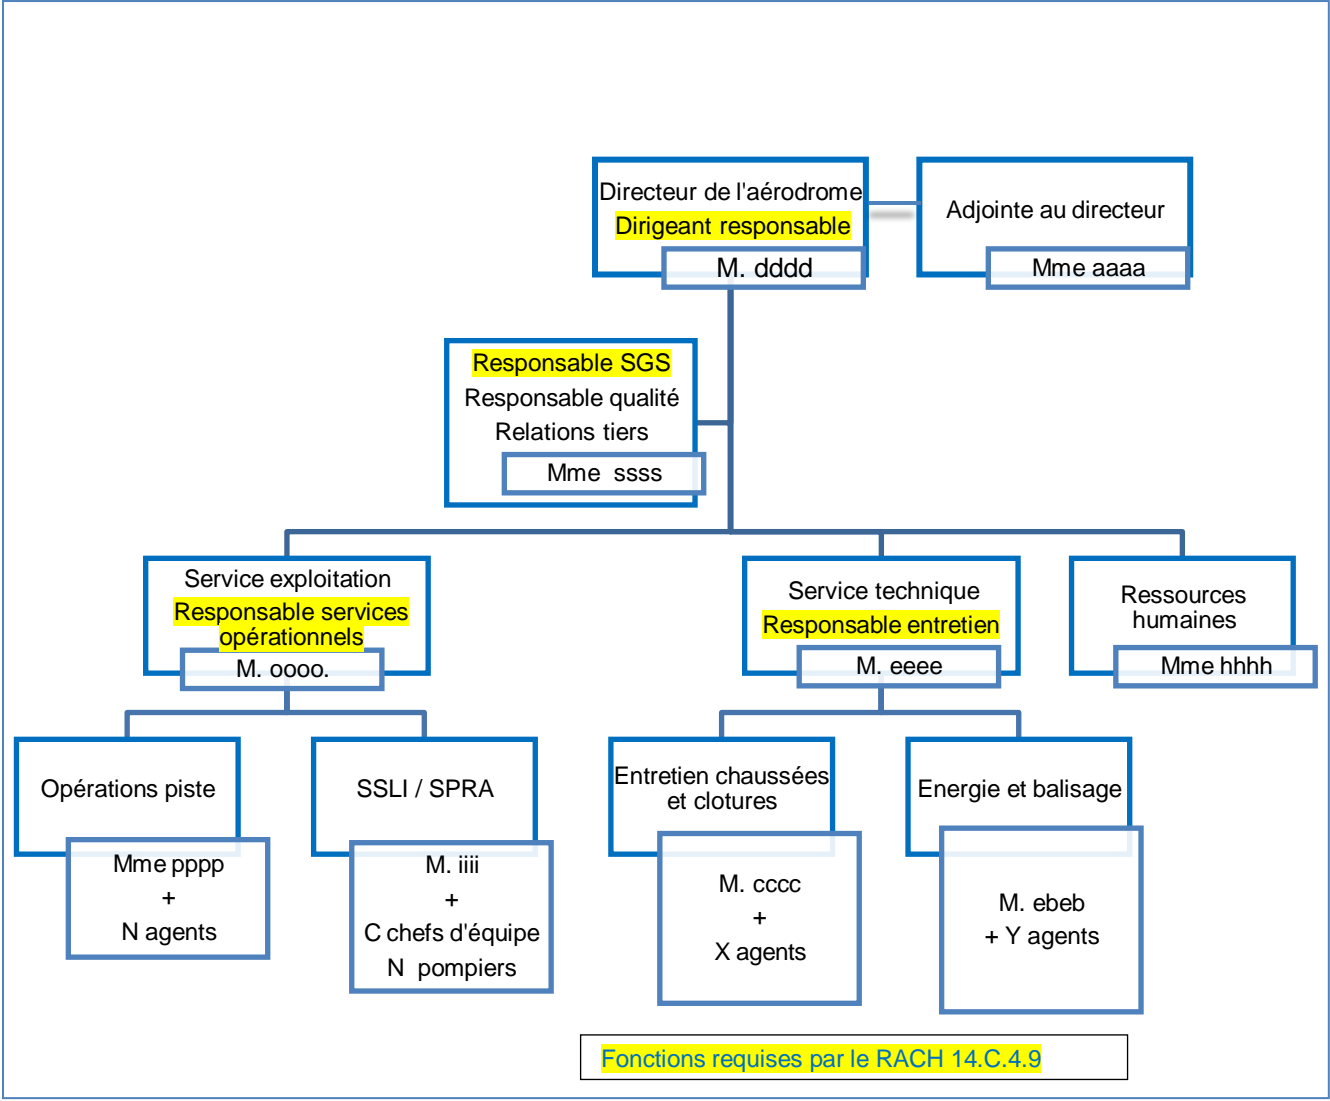 Directeur de l'aérodrome
Dirigeant responsable
M. dddd
Adjointe au directeur
Mme aaaa
Responsable SGS
Responsable qualité
Relations tiers
Mme ssss
Service exploitation
Responsable services
opérationnels
M. oooo.
Service technique
Responsable entretien
M. eeee
Ressources
humaines
Mme hhhh
Opérations piste
Mme pppp
+
N agents
SSLI / SPRA
M. iiii
+
C chefs d'équipe
N pompiers
Entretien chaussées
et clotures
M. cccc
+
X agents
Energie et balisage
M. ebeb
+ Y agents
Fonctions requises par le RACH 14.C.4.9